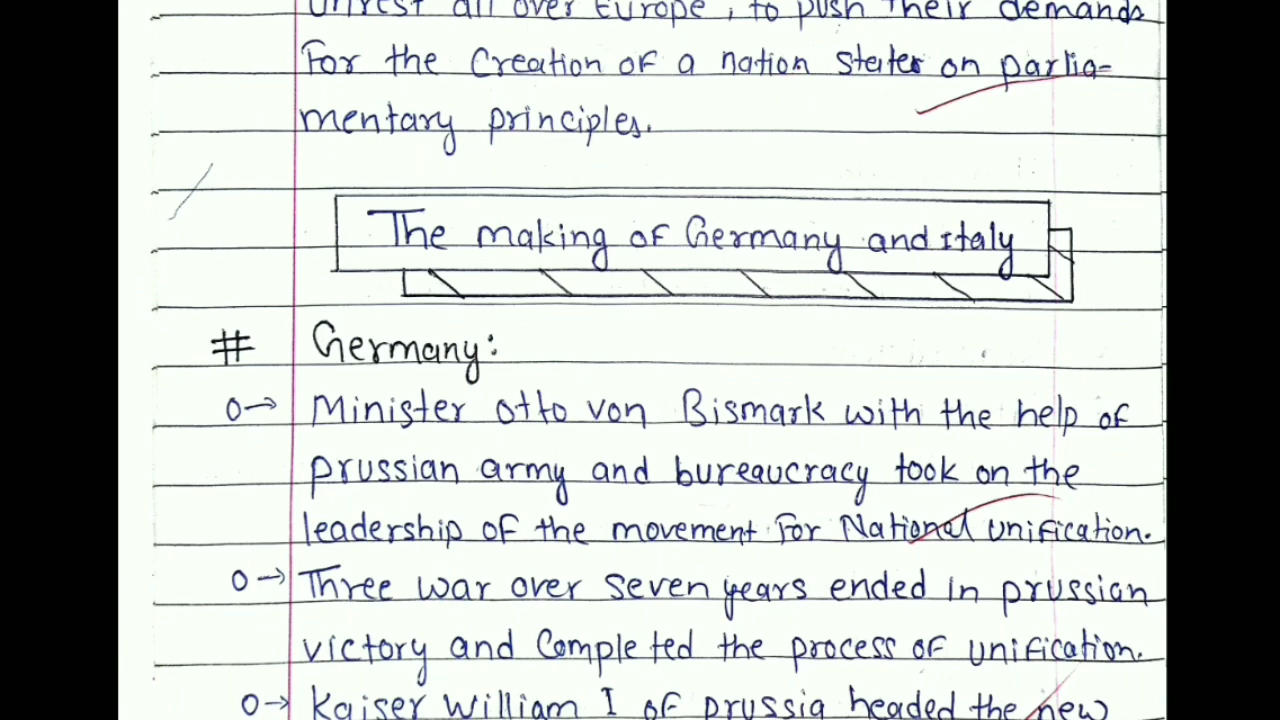 unrest all over Europe, to push their demands
For the Creation of a nation states on parlia-
mentary principles.
The making of Germany and Italy
# Germany:
o→ Minister otto von Bismark with the help of
prussian army and bureaucracy took on the
leadership of the movement For National unification.
o→ Three war over seven years ended in prussian
victory and Completed the process of unification.
o→ Kaiser William I of prussia headed the new